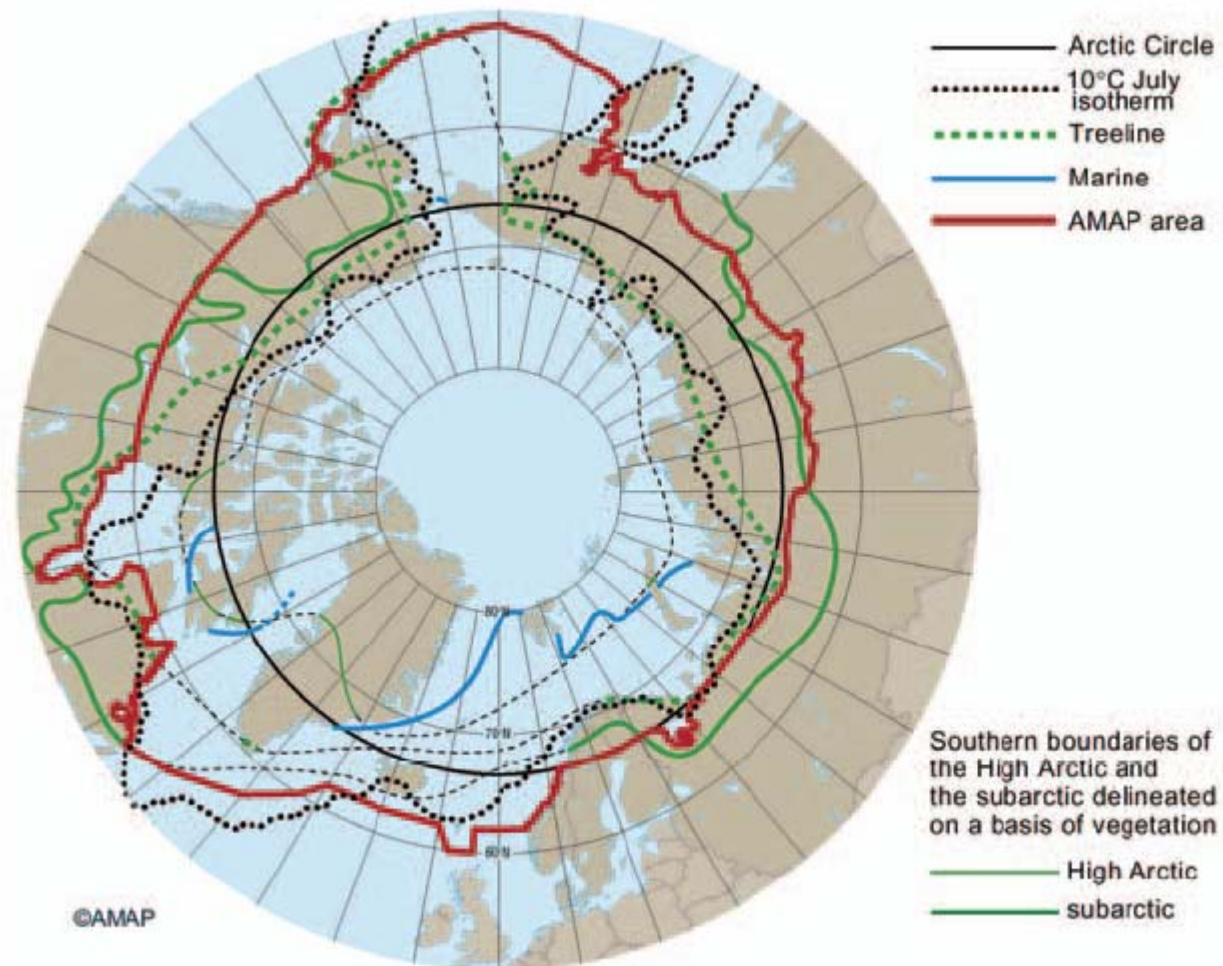 Arctic Circle
10°C July
isotherm
Treeline
Marine
AMAP area
80°N
70°N
60°N
Southern boundaries of
the High Arctic and
the subarctic delineated
on a basis of vegetation
High Arctic
subarctic
©AMAP